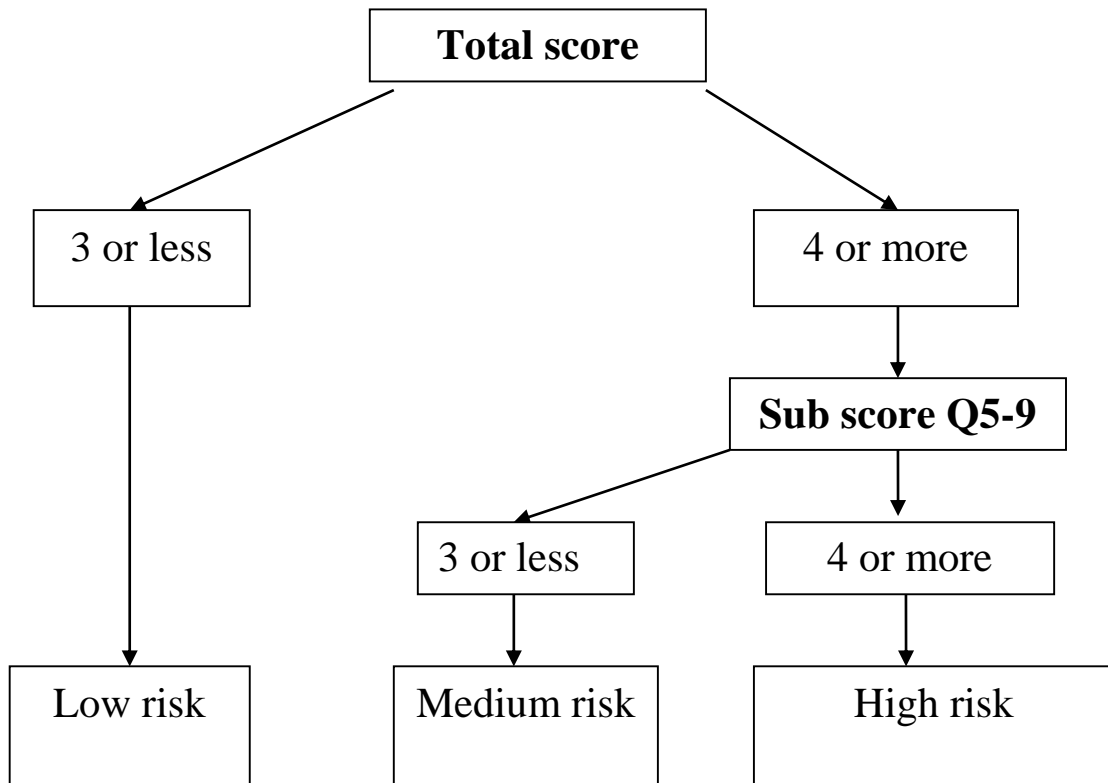 Total score
3 or less
4 or more
Sub score Q5-9
3 or less
4 or more
Low risk
Medium risk
High risk